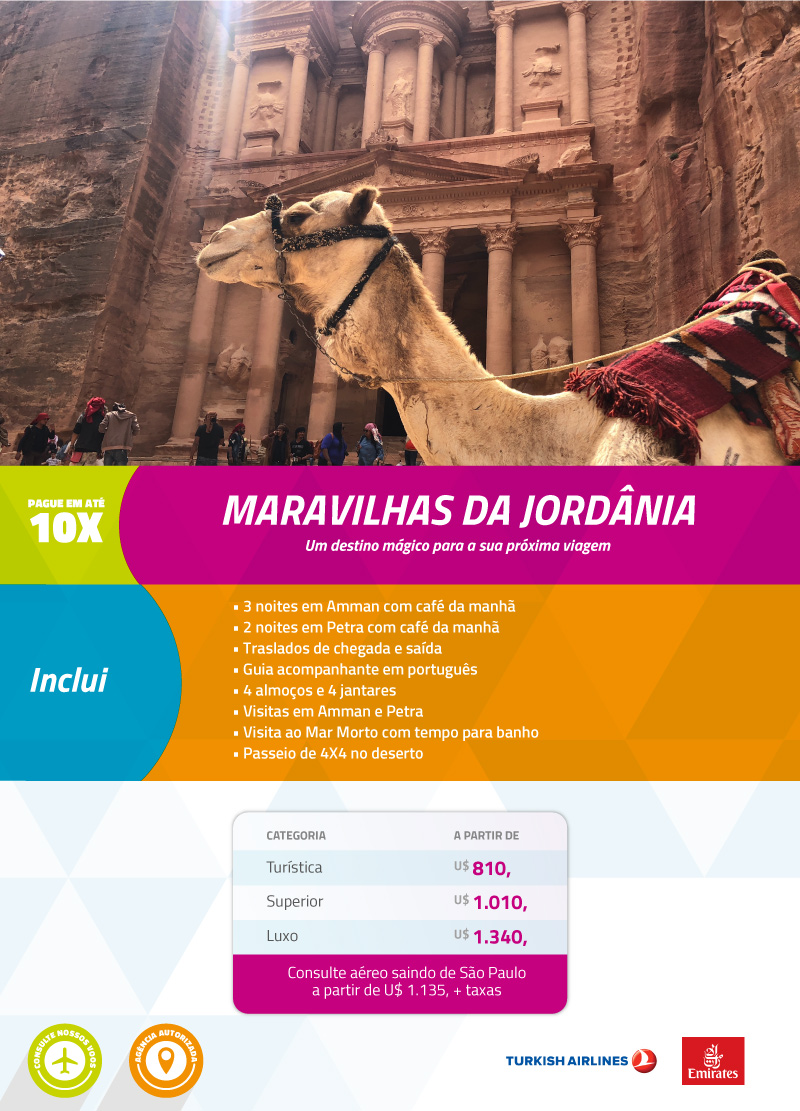 PAGUE EM ATÉ
10X
MARAVILHAS DA JORDÂNIA
Um destino mágico para a sua próxima viagem
Inclui
▪ 3 noites em Amman com café da manhã
▪ 2 noites em Petra com café da manhã
▪ Traslados de chegada e saída
▪ Guia acompanhante em português
▪ 4 almoços e 4 jantares
▪ Visitas em Amman e Petra
▪ Visita ao Mar Morto com tempo para banho
▪ Passeio de 4X4 no deserto
CATEGORIA A PARTIR DE
Turística U$ 810,
Superior U$ 1.010,
Luxo U$ 1.340,
Consulte aéreo saindo de São Paulo
a partir de U$ 1.135, + taxas
CONSULTE NOSSOS VOOS
AGÊNCIA AUTORIZADA
TURKISH AIRLINES
Emirates